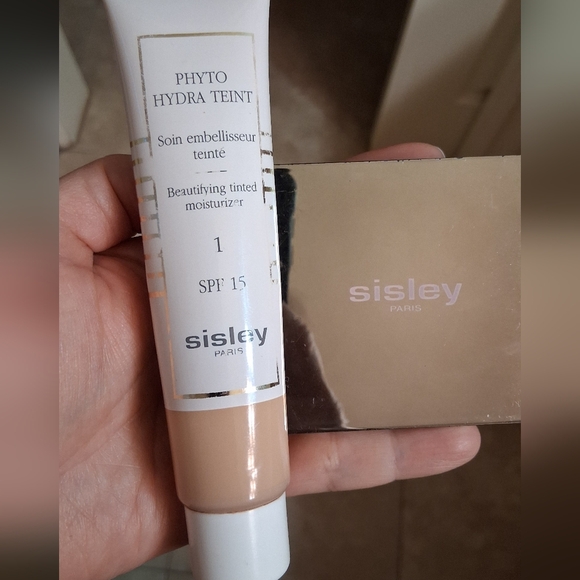 PHYTO
HYDRA TEINT
Soin embellisseur
teinté
Beautifying tinted
moisturizer
1
SPF 15
sisley
PARIS
sisley
PARIS